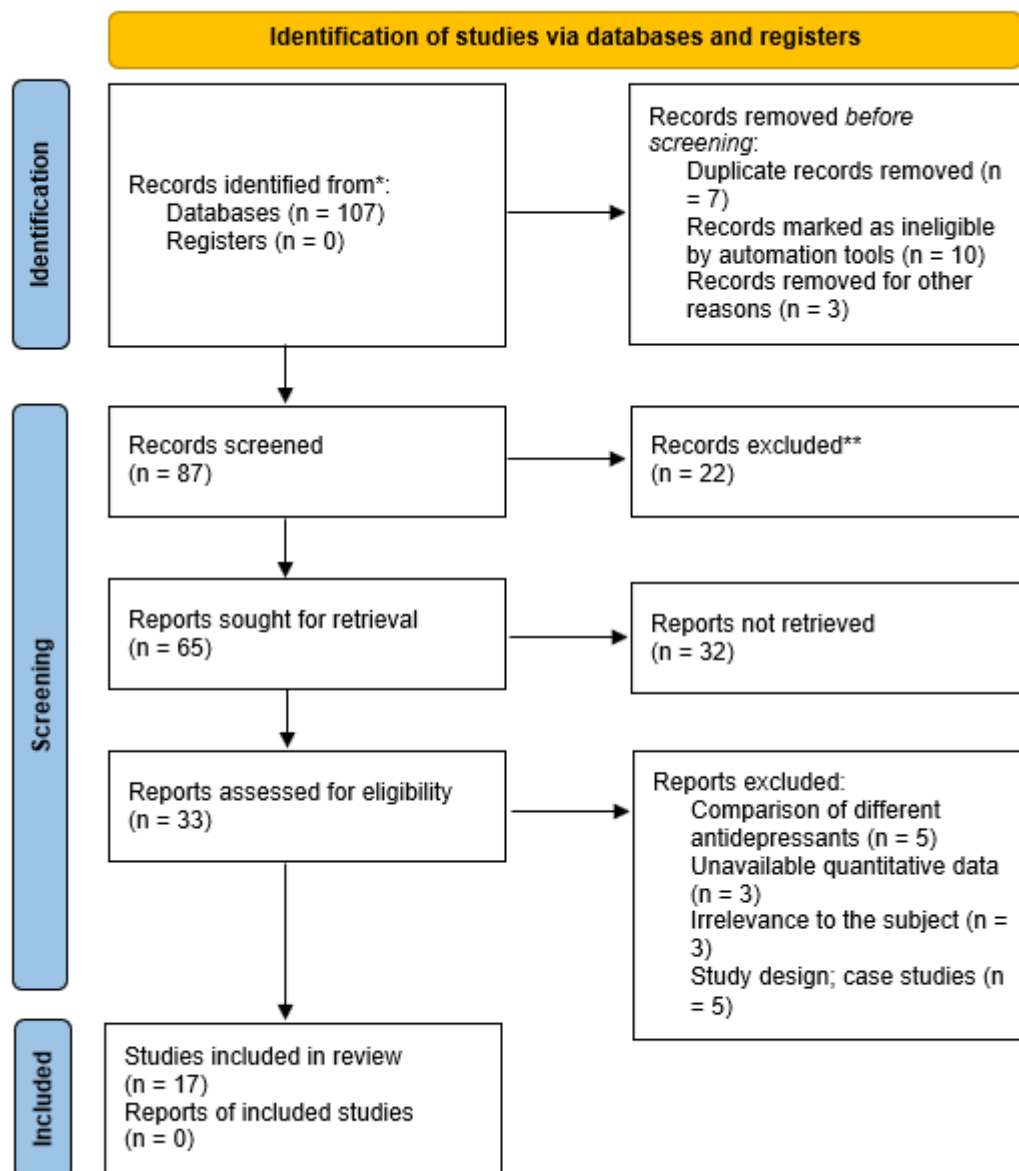 Identification of studies via databases and registers
Identification
Records identified from*:
Databases (n = 107)
Registers (n = 0)
Records removed before
screening:
Duplicate records removed (n
= 7)
Records marked as ineligible
by automation tools (n = 10)
Records removed for other
reasons (n = 3)
Screening
Records screened
(n = 87)
Records excluded**
(n = 22)
Reports sought for retrieval
(n = 65)
Reports not retrieved
(n = 32)
Reports assessed for eligibility
(n = 33)
Reports excluded:
Comparison of different
antidepressants (n = 5)
Unavailable quantitative data
(n = 3)
Irrelevance to the subject (n =
3)
Study design; case studies (n
= 5)
Included
Studies included in review
(n = 17)
Reports of included studies
(n = 0)